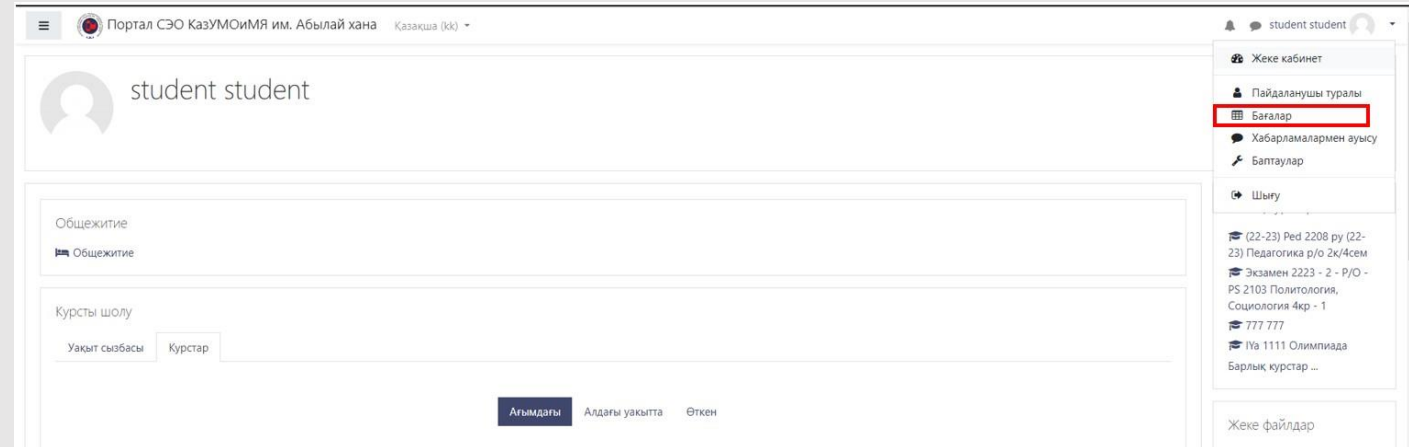 Портал СЭО КазУМОиМЯ им. Абылай хана Қазақша (kk)
student student
Жеке кабинет
Пайдаланушы туралы
Бағалар
Хабарламалармен ауысу
Баптаулар
Шығу
student student
Общежитие
Общежитие
Курсты шолу
Уақыт сызбасы Курстар
Ағымдағы Алдағы уакытта Өткен
(22-23) Ped 2208 ру (22-
23) Педагогика р/о 2к/4сем
Экзамен 2223 - 2 - Р/О -
PS 2103 Политология,
Социология 4кр - 1
777 777
IYa 1111 Олимпиада
Барлық курстар ...
Жеке файлдар